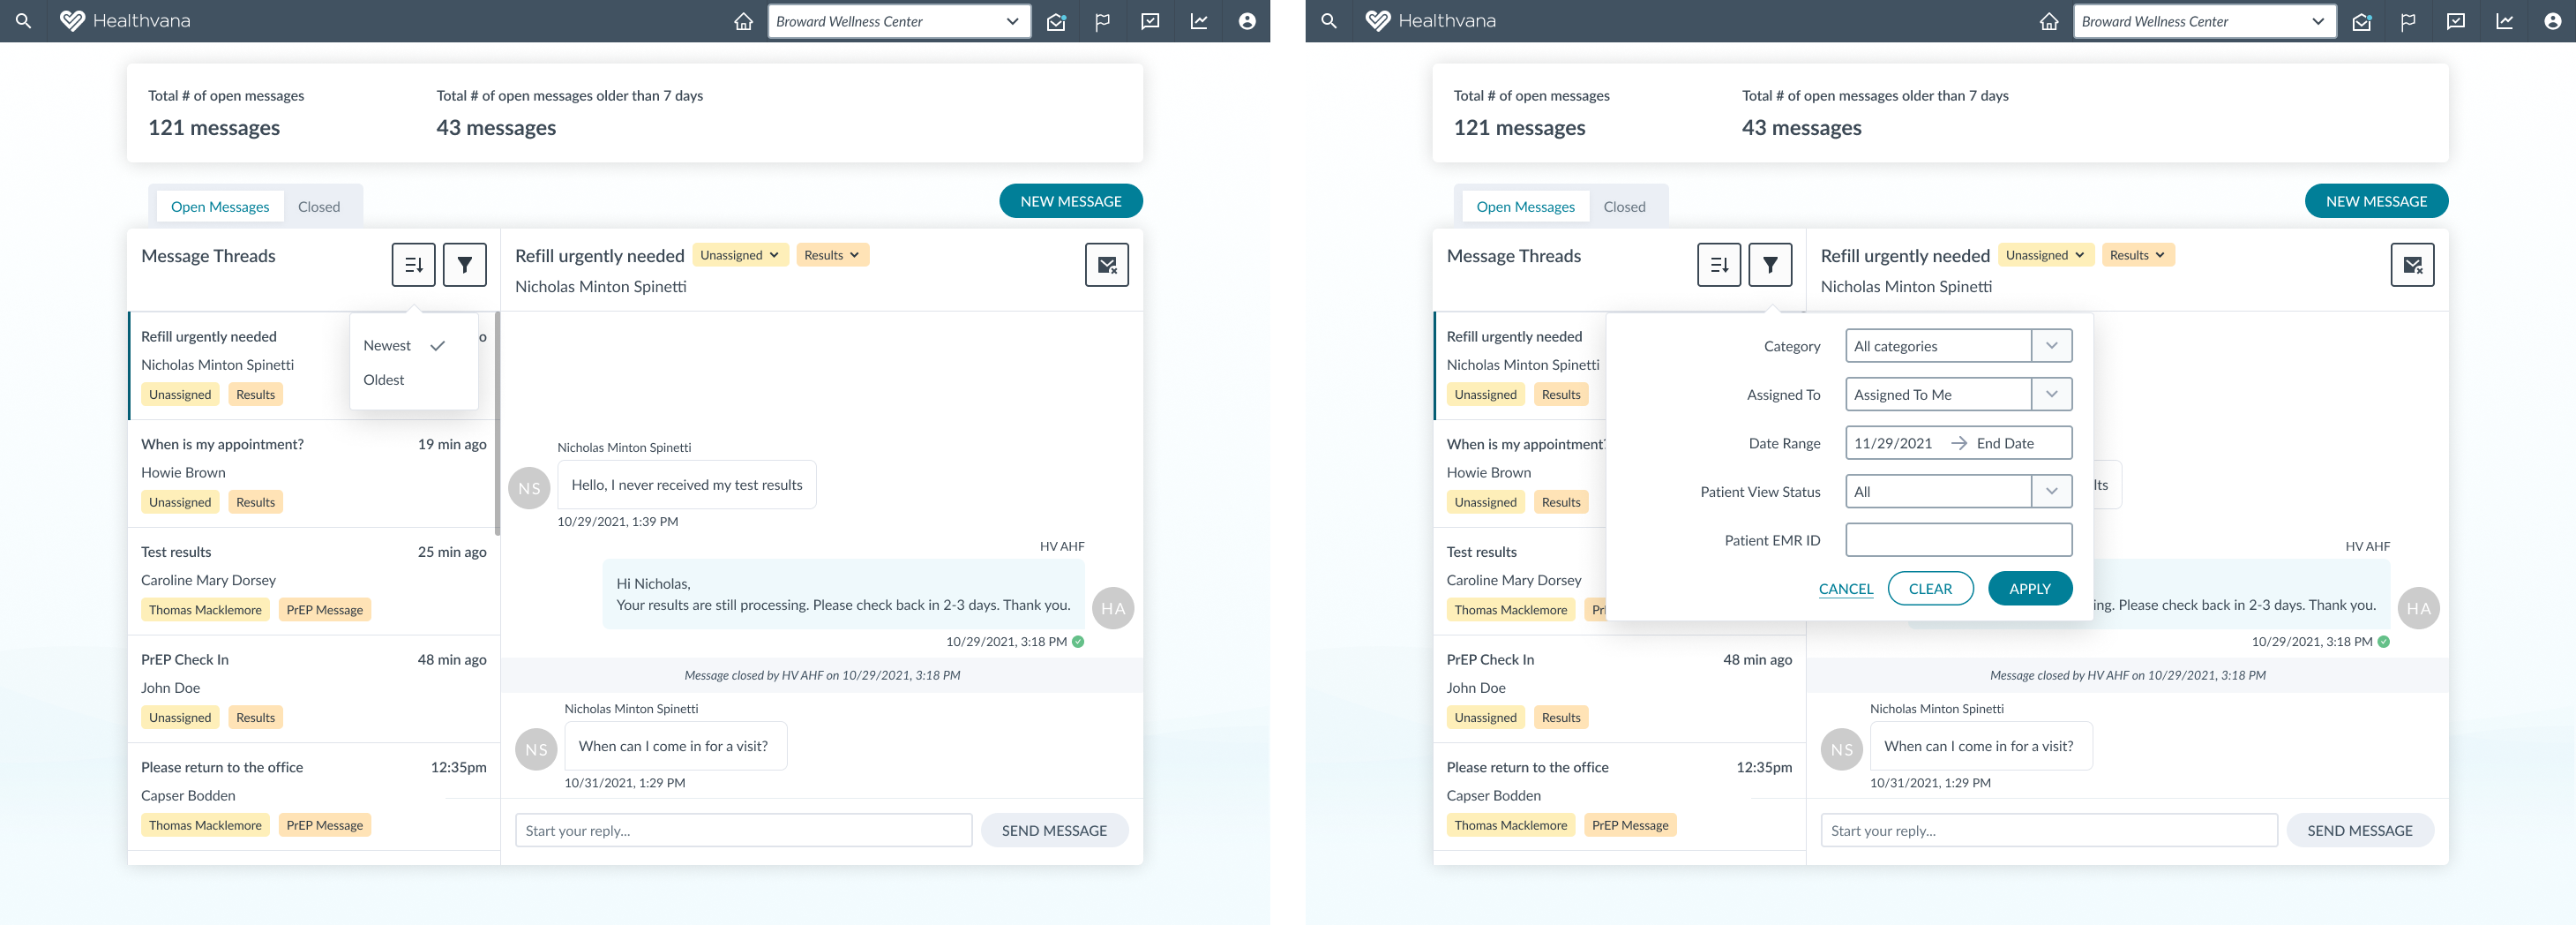 Healthvana
Broward Wellness Center
Total # of open messages
121 messages
Total # of open messages older than 7 days
43 messages
Open Messages
Closed
NEW MESSAGE
Message Threads
Newest
Oldest
Refill urgently needed
o
Nicholas Minton Spinetti
Unassigned
Results
When is my appointment?
19 min ago
Howie Brown
Unassigned
Results
Test results
25 min ago
Caroline Mary Dorsey
Thomas Macklemore
PrEP Message
PrEP Check In
48 min ago
John Doe
Unassigned
Results
Please return to the office
12:35pm
Capser Bodden
Thomas Macklemore
PrEP Message
Refill urgently needed
Unassigned
Results
Nicholas Minton Spinetti
Nicholas Minton Spinetti
NS
Hello, I never received my test results
10/29/2021, 1:39 PM
HV AHF
Hi Nicholas,
Your results are still processing. Please check back in 2-3 days. Thank you.
HA
10/29/2021, 3:18 PM
Message closed by HV AHF on 10/29/2021, 3:18 PM
Nicholas Minton Spinetti
NS
When can I come in for a visit?
10/31/2021, 1:29 PM
Start your reply...
SEND MESSAGE
Healthvana
Broward Wellness Center
Total # of open messages
121 messages
Total # of open messages older than 7 days
43 messages
Open Messages
Closed
NEW MESSAGE
Message Threads
Refill urgently needed
Nicholas Minton Spinetti
Unassigned
Results
When is my appointment?
Howie Brown
Unassigned
Results
Test results
Caroline Mary Dorsey
Thomas Macklemore
Pr
PrEP Check In
48 min ago
John Doe
Unassigned
Results
Please return to the office
12:35pm
Capser Bodden
Thomas Macklemore
PrEP Message
Category
All categories
Assigned To
Assigned To Me
Date Range
11/29/2021
End Date
Patient View Status
All
Patient EMR ID
CANCEL
CLEAR
APPLY
Refill urgently needed
Unassigned
Results
Nicholas Minton Spinetti
lts
HV AHF
ing. Please check back in 2-3 days. Thank you.
HA
10/29/2021, 3:18 PM
Message closed by HV AHF on 10/29/2021, 3:18 PM
Nicholas Minton Spinetti
NS
When can I come in for a visit?
10/31/2021, 1:29 PM
Start your reply...
SEND MESSAGE